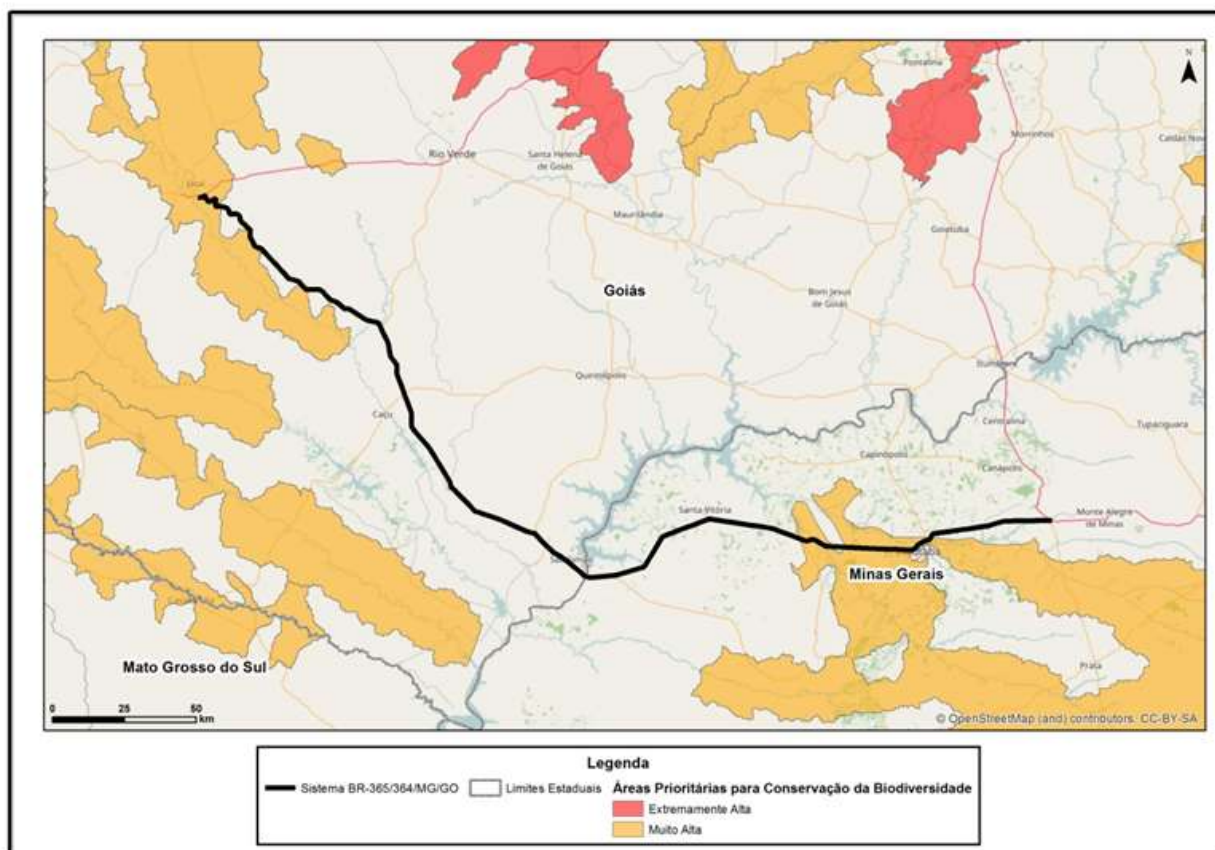 N
Pontalina
Morrinhos
Rio Verde
Santa Helena
de Goiás
Caldas Nov
Jataí
Maurilândia
Goiatuba
Goiás
Bom Jesus
de Goiás
Itumbiara
Quirinópolis
Caçu
Centralina
Tupaciguara
Capinópolis
Canápolis
Santa Vitória
Monte Alegre
de Minas
Minas Gerais
Mato Grosso do Sul
Prata
0 25 50
km
© OpenStreetMap (and) contributors, CC-BY-SA
Legenda
Sistema BR-365/364/MG/GO
Limites Estaduais
Áreas Prioritárias para Conservação da Biodiversidade
Extremamente Alta
Muito Alta